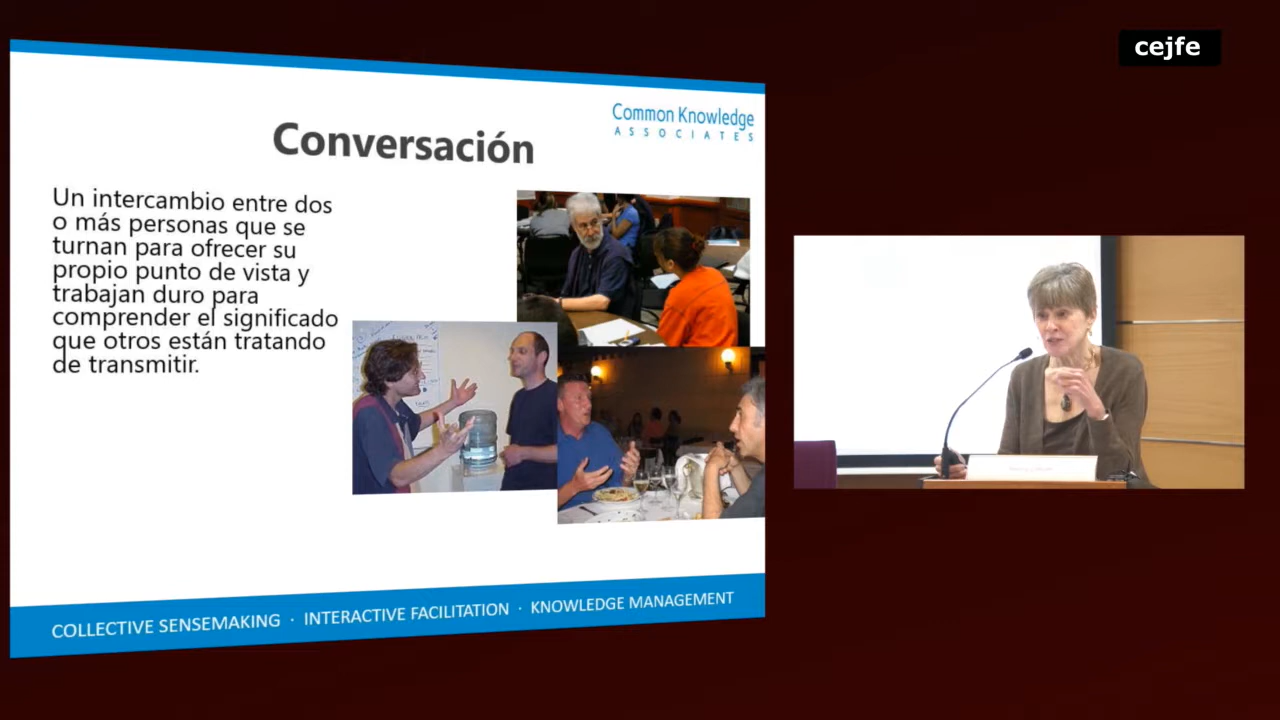 cejfe
Common Knowledge
ASSOCIATES
Conversación
Un intercambio entre dos
o más personas que se
turnan para ofrecer su
propio punto de vista y
trabajan duro para
comprender el significado
que otros están tratando
de transmitir.
COLLECTIVE SENSEMAKING · INTERACTIVE FACILITATION · KNOWLEDGE MANAGEMENT